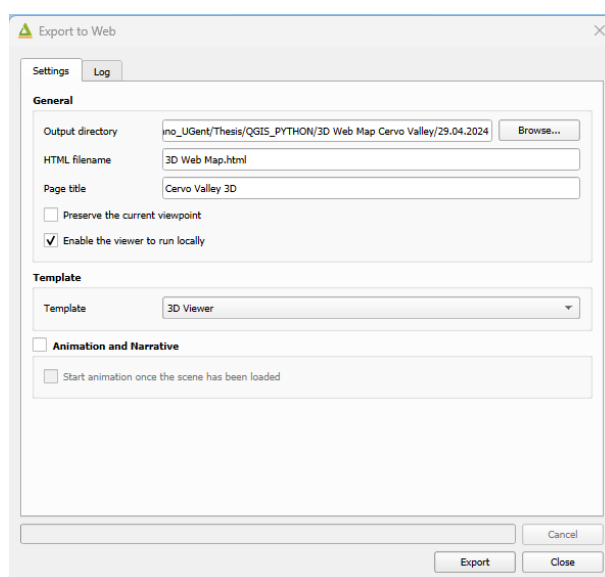 Export to Web
Settings Log
General
Output directory no_UGent/Thesis/QGIS_PYTHON/3D Web Map Cervo Valley/29.04.2024 Browse...
HTML filename 3D Web Map.html
Page title Cervo Valley 3D
Preserve the current viewpoint
Enable the viewer to run locally
Template
Template 3D Viewer
Animation and Narrative
Start animation once the scene has been loaded
Cancel
Export Close